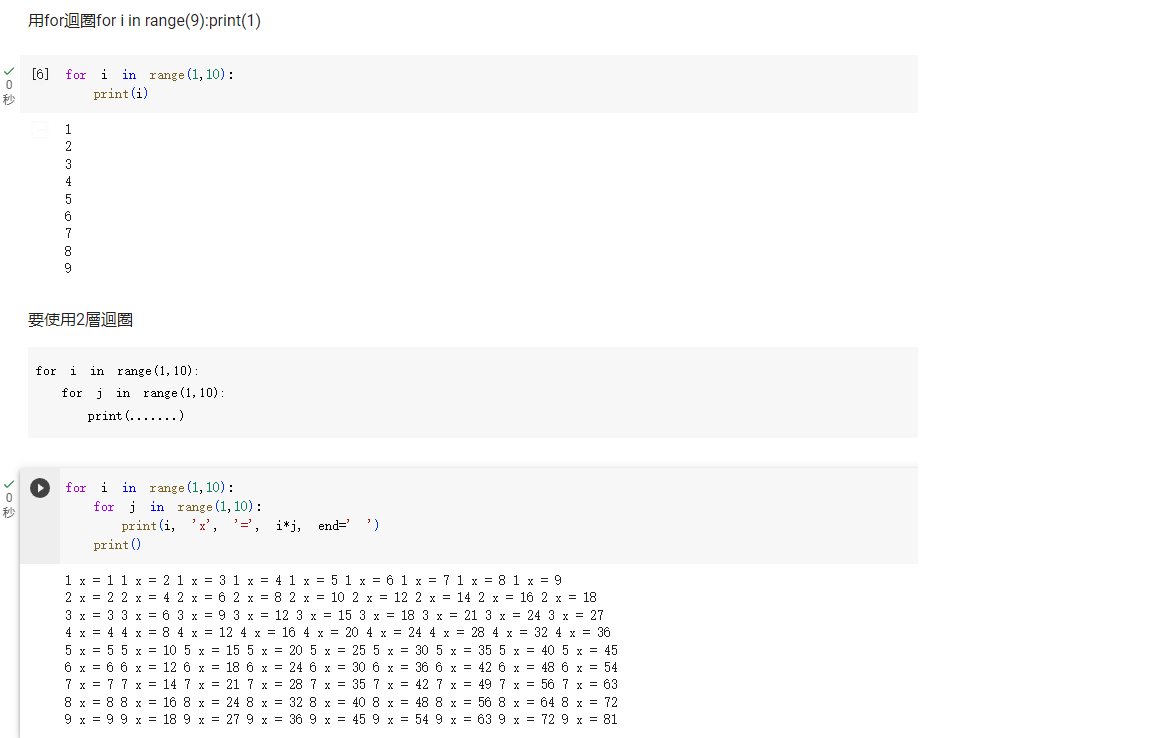 用for迴圈for i in range(9):print(1)
[6] for i in range(1,10):
print(i)
0
秒
1
2
3
4
5
6
7
8
9
要使用2層迴圈
for i in range(1,10):
for j in range(1,10):
print(.......)
for i in range(1,10):
for j in range(1,10):
print(i, 'x', '=', i*j, end=' ')
print()
0
秒
1 x = 1 1 x = 2 1 x = 3 1 x = 4 1 x = 5 1 x = 6 1 x = 7 1 x = 8 1 x = 9
2 x = 2 2 x = 4 2 x = 6 2 x = 8 2 x = 10 2 x = 12 2 x = 14 2 x = 16 2 x = 18
3 x = 3 3 x = 6 3 x = 9 3 x = 12 3 x = 15 3 x = 18 3 x = 21 3 x = 24 3 x = 27
4 x = 4 4 x = 8 4 x = 12 4 x = 16 4 x = 20 4 x = 24 4 x = 28 4 x = 32 4 x = 36
5 x = 5 5 x = 10 5 x = 15 5 x = 20 5 x = 25 5 x = 30 5 x = 35 5 x = 40 5 x = 45
6 x = 6 6 x = 12 6 x = 18 6 x = 24 6 x = 30 6 x = 36 6 x = 42 6 x = 48 6 x = 54
7 x = 7 7 x = 14 7 x = 21 7 x = 28 7 x = 35 7 x = 42 7 x = 49 7 x = 56 7 x = 63
8 x = 8 8 x = 16 8 x = 24 8 x = 32 8 x = 40 8 x = 48 8 x = 56 8 x = 64 8 x = 72
9 x = 9 9 x = 18 9 x = 27 9 x = 36 9 x = 45 9 x = 54 9 x = 63 9 x = 72 9 x = 81